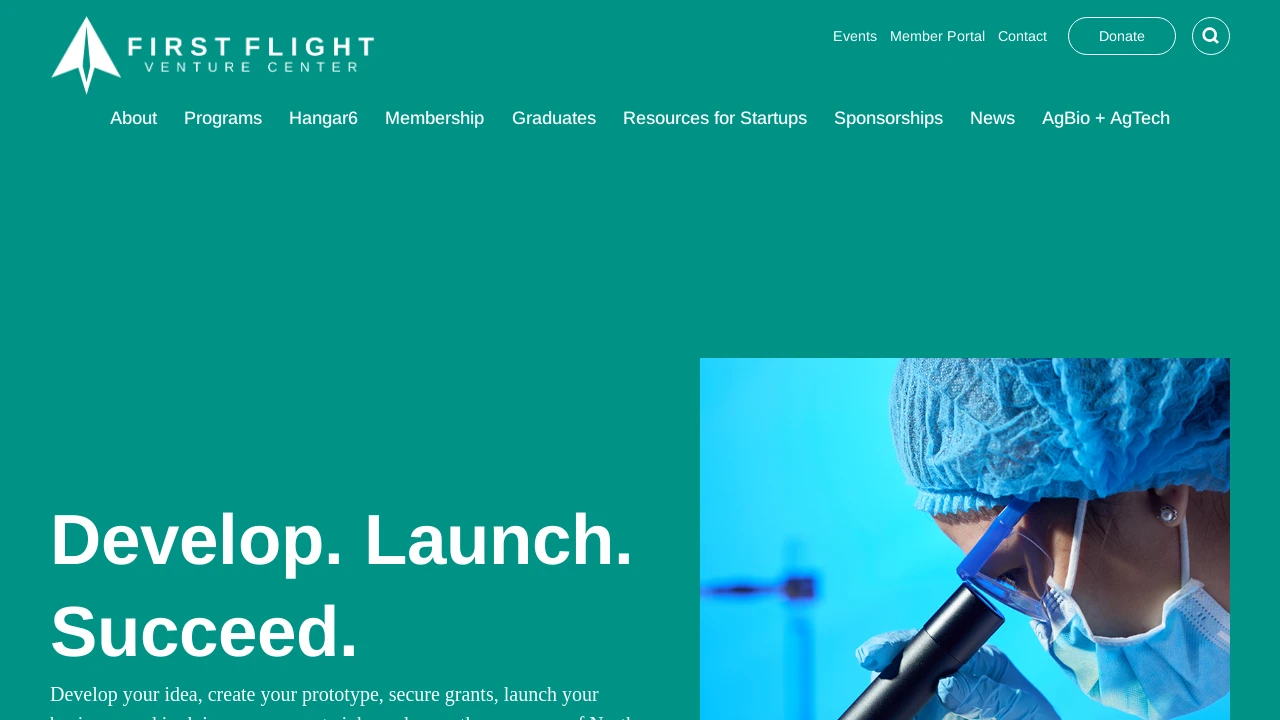 FIRST FLIGHT
VENTURE CENTER
Events Member Portal Contact Donate
About Programs Hangar6 Membership Graduates Resources for Startups Sponsorships News AgBio + AgTech
Develop. Launch.
Succeed.
Develop your idea, create your prototype, secure grants, launch your